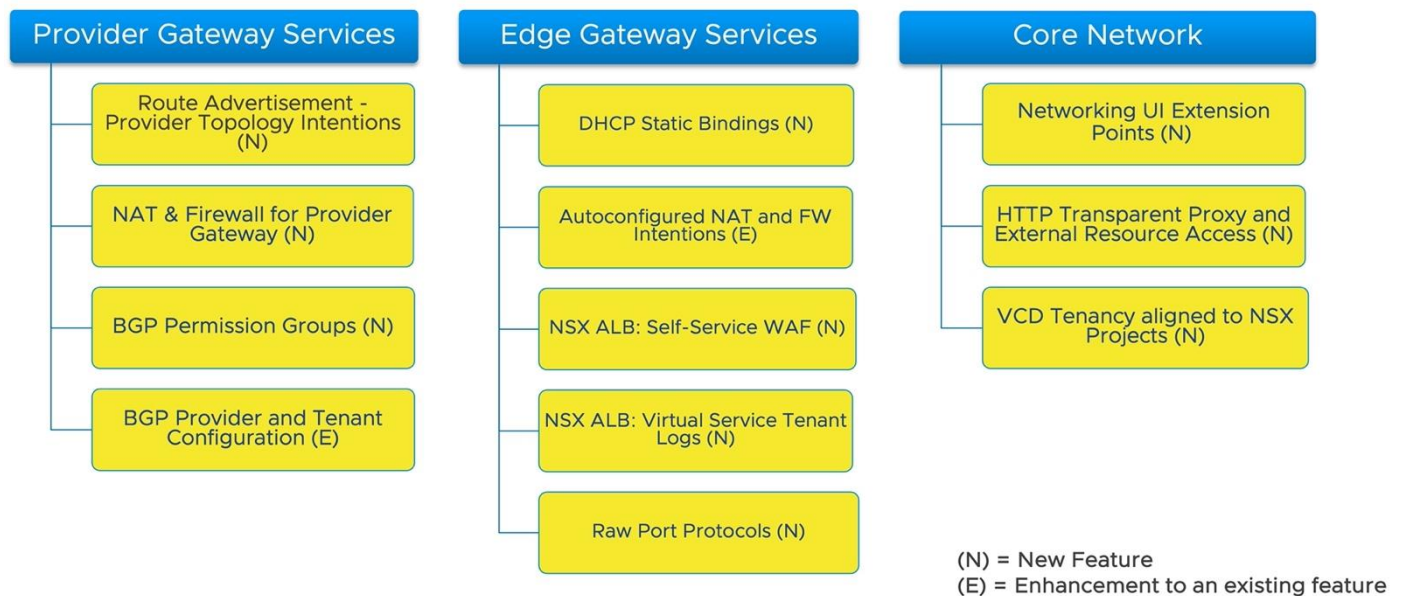 Provider Gateway Services
Route Advertisement -
Provider Topology Intentions
(N)
NAT & Firewall for Provider
Gateway (N)
BGP Permission Groups (N)
BGP Provider and Tenant
Configuration (E)
Edge Gateway Services
DHCP Static Bindings (N)
Autoconfigured NAT and FW
Intentions (E)
NSX ALB: Self-Service WAF (N)
NSX ALB: Virtual Service Tenant
Logs (N)
Raw Port Protocols (N)
Core Network
Networking UI Extension
Points (N)
HTTP Transparent Proxy and
External Resource Access (N)
VCD Tenancy aligned to NSX
Projects (N)
(N) = New Feature
(E) = Enhancement to an existing feature